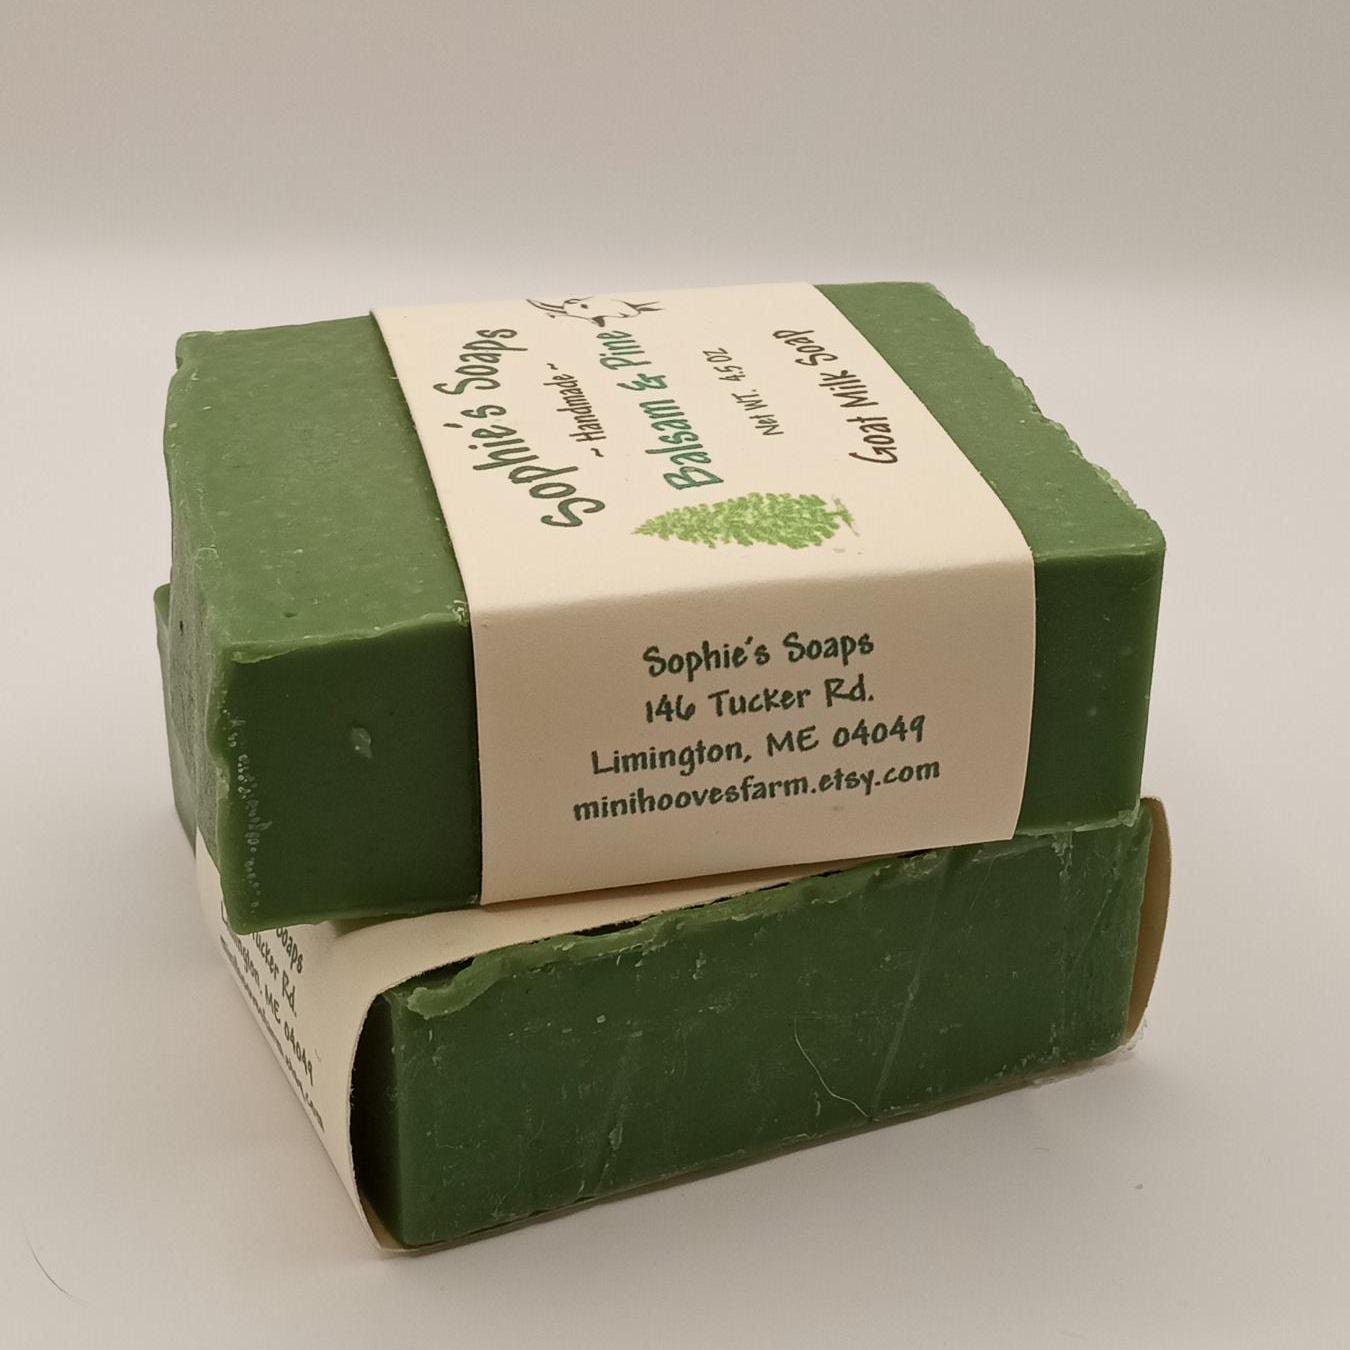 Sophie's Soaps
~ Handmade ~
Balsam & Pine
Net WT. 4.5 OZ
Goat Milk Soap
Sophie's Soaps
146 Tucker Rd.
Limington, ME 04049
minihoovesfarm.etsy.com
Soaps
Tucker Rd.
ME 04049